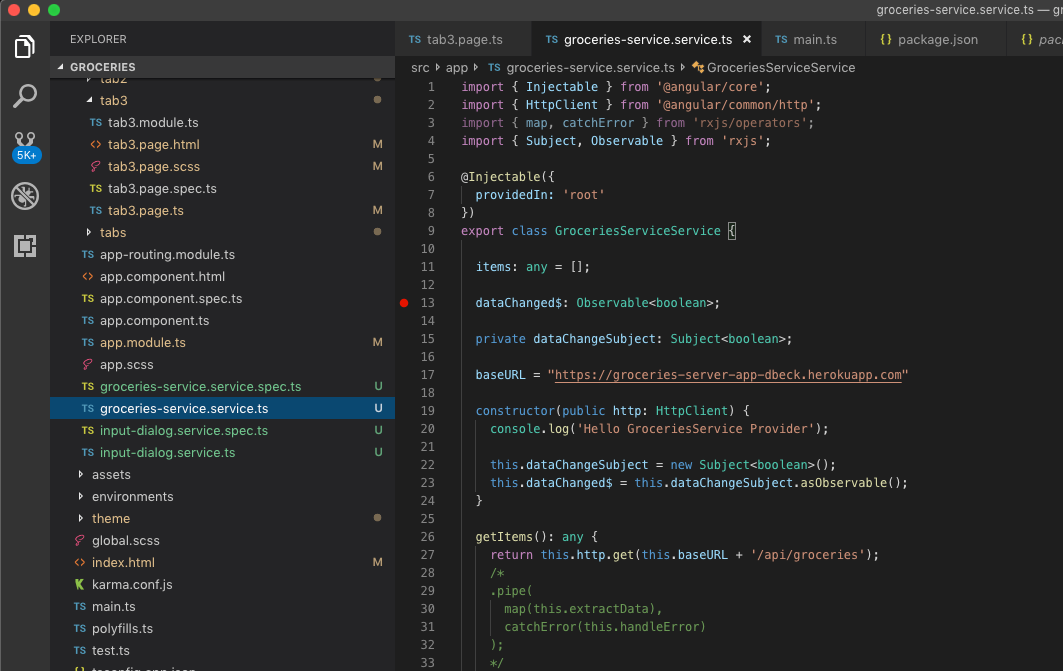 groceries-service.service.ts — gr
EXPLORER
GROCERIES
tab2
tab3
TS tab3.module.ts
<> tab3.page.html M
tab3.page.scss M
TS tab3.page.spec.ts
TS tab3.page.ts M
tabs
TS app-routing.module.ts
<> app.component.html
TS app.component.spec.ts
TS app.component.ts
TS app.module.ts M
app.scss
TS groceries-service.service.spec.ts U
TS groceries-service.service.ts U
TS input-dialog.service.spec.ts U
TS input-dialog.service.ts U
assets
environments
theme
global.scss
<> index.html M
karma.conf.js
TS main.ts
TS polyfills.ts
TS test.ts
{} tsconfig.app.json
5K+
TS tab3.page.ts TS groceries-service.service.ts × TS main.ts {} package.json {} pac
src app TS groceries-service.service.ts GroceriesServiceService
1 import { Injectable } from '@angular/core';
2 import { HttpClient } from '@angular/common/http';
3 import { map, catchError } from 'rxjs/operators';
4 import { Subject, Observable } from 'rxjs';
5
6 @Injectable({
7 providedIn: 'root'
8 })
9 export class GroceriesServiceService {
10
11 items: any = [];
12
13 dataChanged$: Observable<boolean>;
14
15 private dataChangeSubject: Subject<boolean>;
16
17 baseURL = "https://groceries-server-app-dbeck.herokuapp.com"
18
19 constructor(public http: HttpClient) {
20 console.log('Hello GroceriesService Provider');
21
22 this.dataChangeSubject = new Subject<boolean>();
23 this.dataChanged$ = this.dataChangeSubject.asObservable();
24 }
25
26 getItems(): any {
27 return this.http.get(this.baseURL + '/api/groceries');
28 /*
29 .pipe(
30 map(this.extractData),
31 catchError(this.handleError)
32 );
33 */